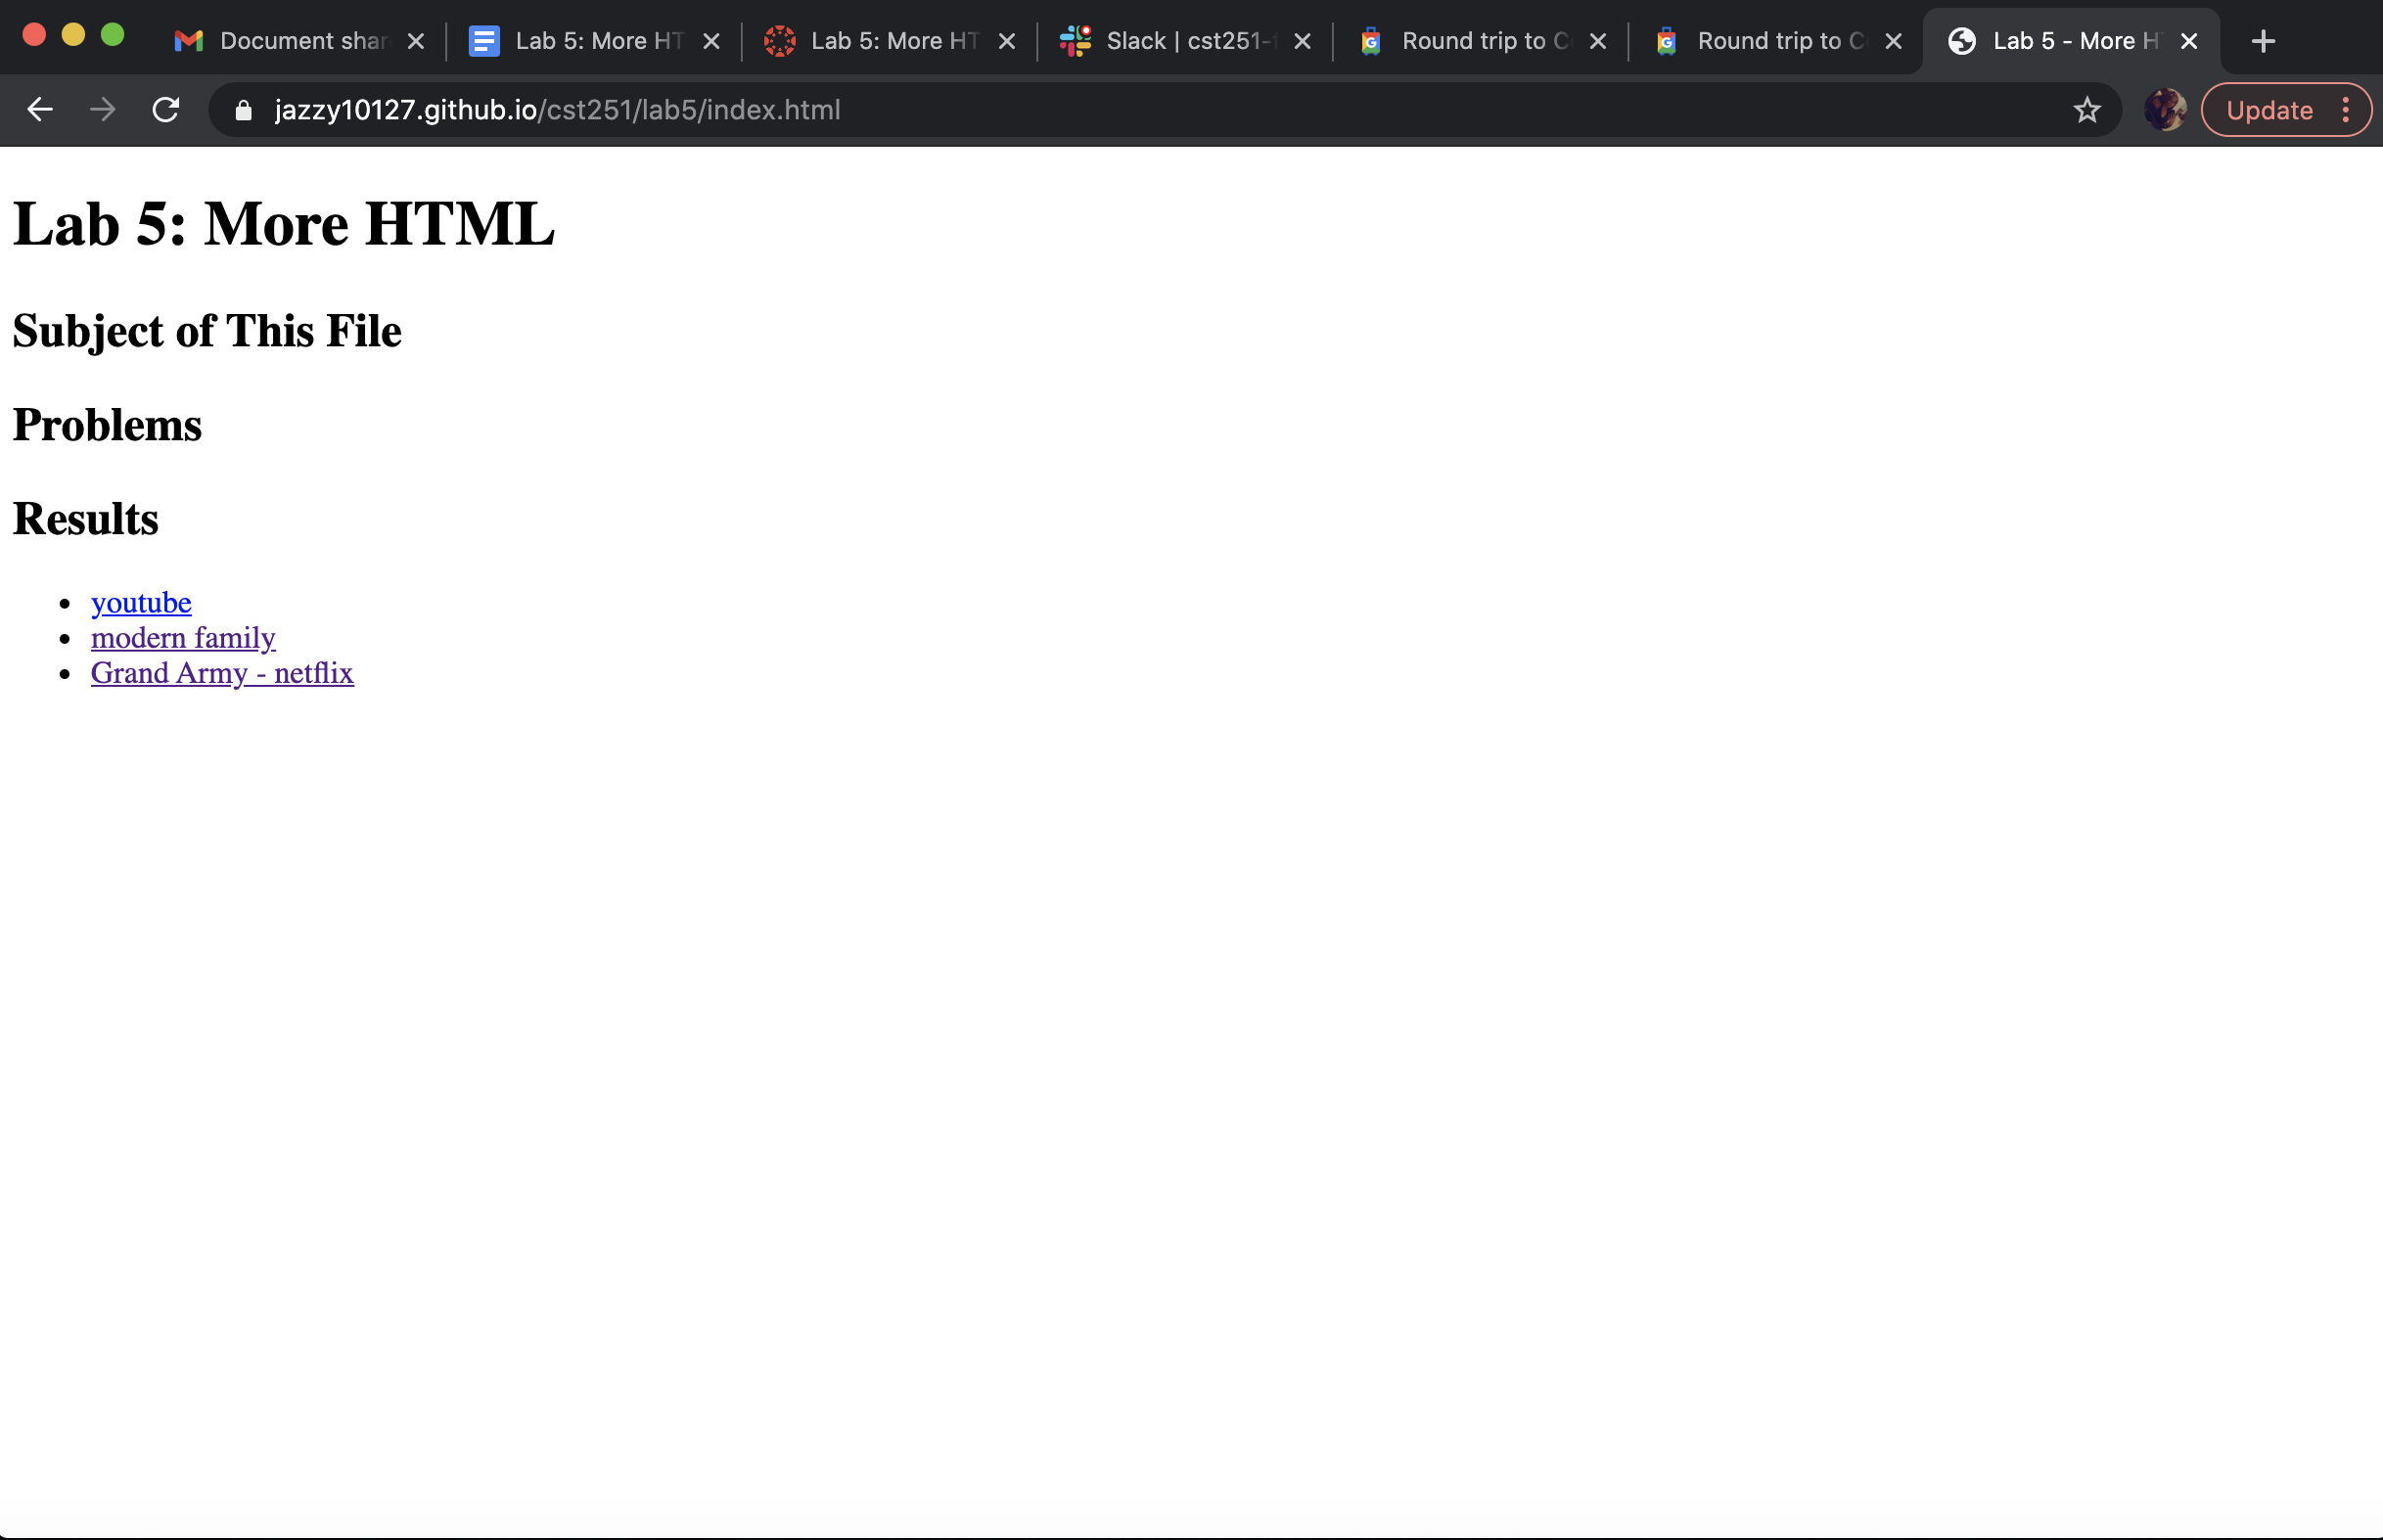 Document shar
Lab 5: More HT
Lab 5: More HT
Slack | cst251-f
Round trip to C
Round trip to C
Lab 5 - More H
jazzy10127.github.io/cst251/lab5/index.html
Update
Lab 5: More HTML
Subject of This File
Problems
Results
youtube
modern family
Grand Army - netflix